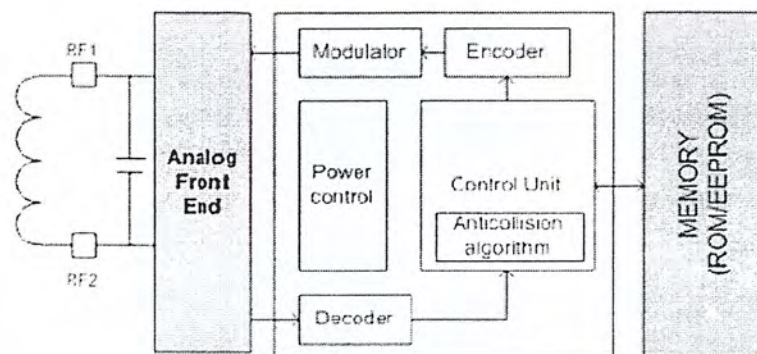 RF1
Modulator
Encoder
Analog
Front
End
Power
control
Control Unit
Anticollision
algorithm
MEMORY
(ROM/EEPROM)
RF2
Decoder